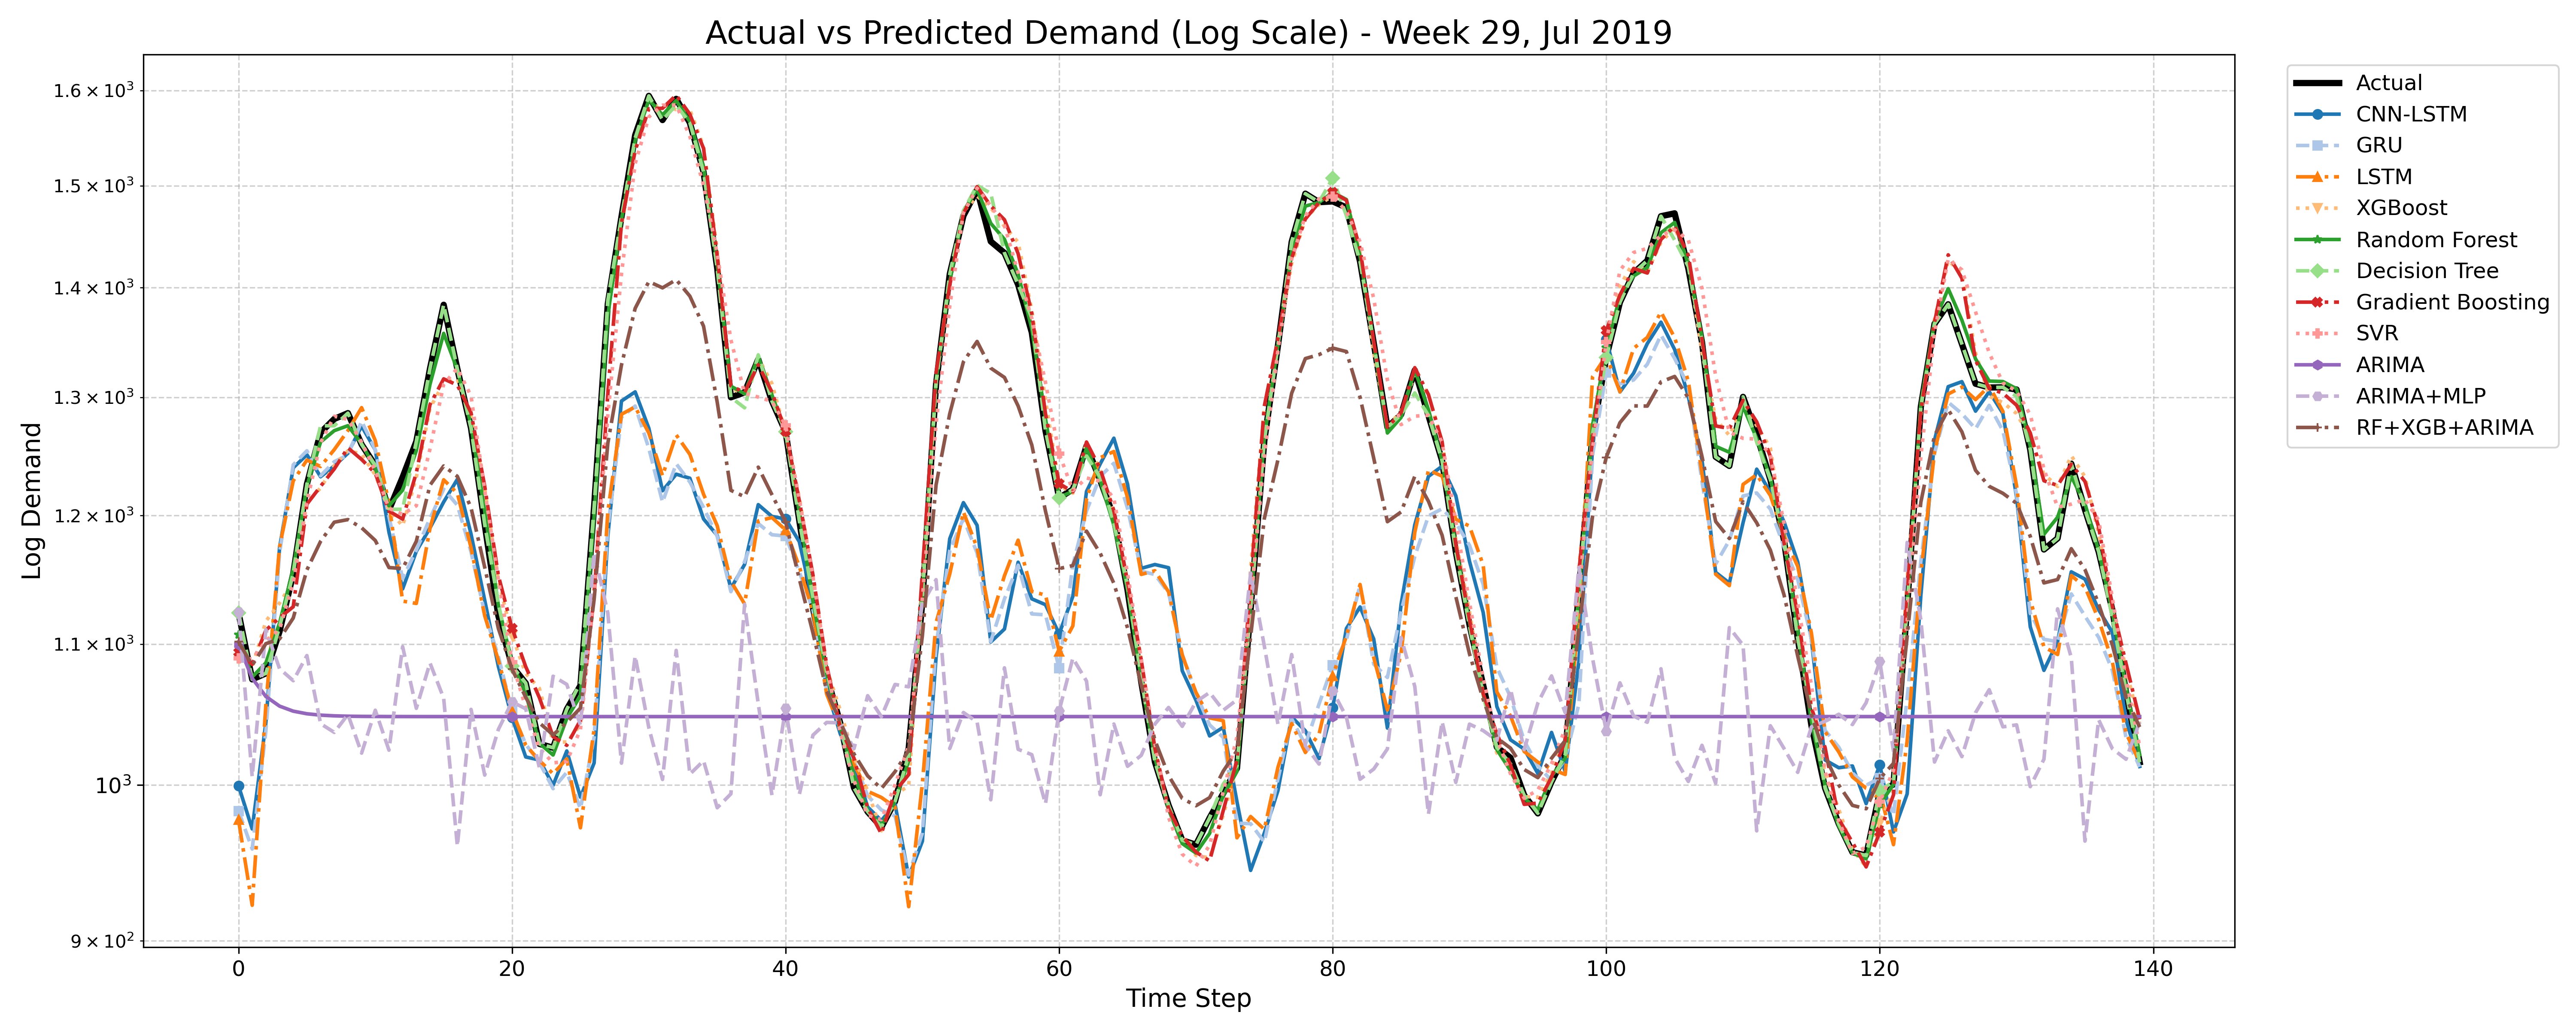 Actual vs Predicted Demand (Log Scale) - Week 29, Jul 2019
Log Demand
1.6 × 10³
1.5 × 10³
1.4 × 10³
1.3 × 10³
1.2 × 10³
1.1 × 10³
10³
9 × 10²
0 20 40 60 80 100 120 140
Time Step
Actual
CNN-LSTM
GRU
LSTM
XGBoost
Random Forest
Decision Tree
Gradient Boosting
SVR
ARIMA
ARIMA+MLP
RF+XGB+ARIMA